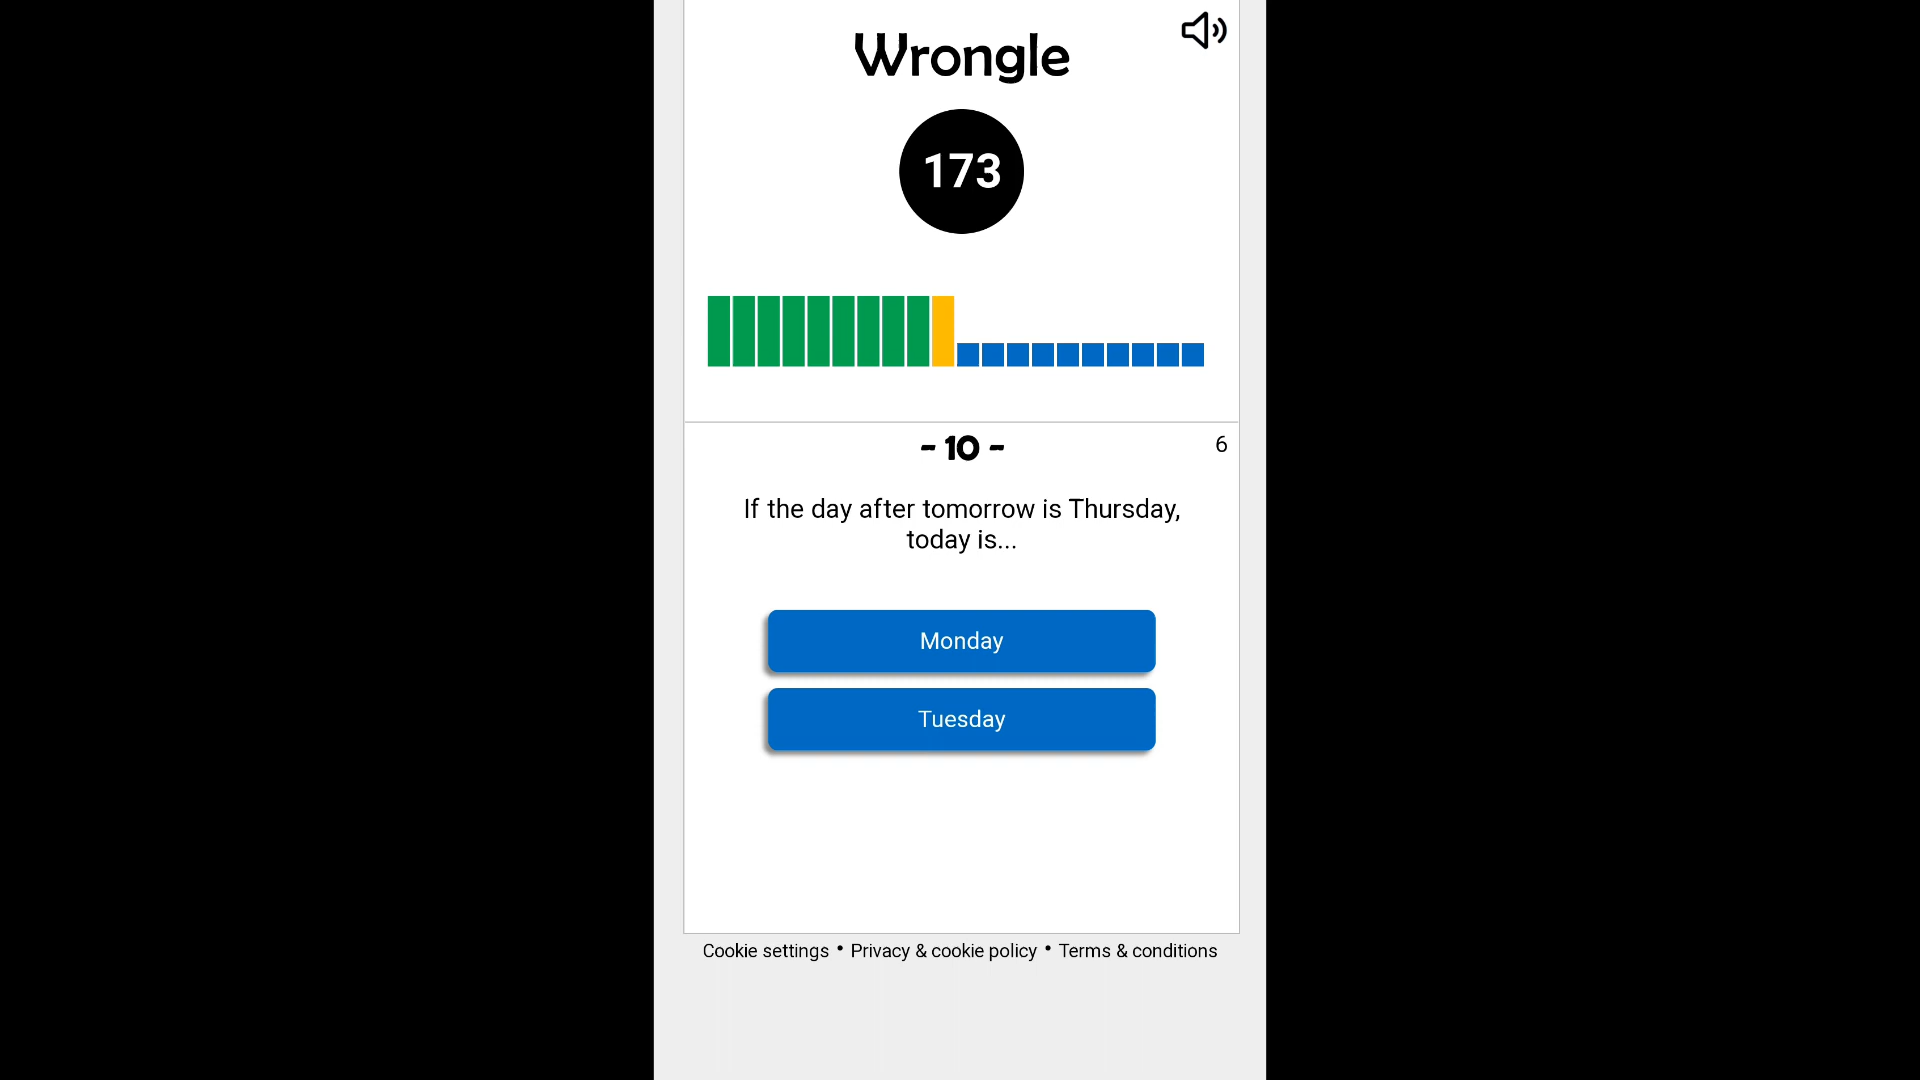 Wrongle
173
- 10 -
6
If the day after tomorrow is Thursday,
today is...
Monday
Tuesday
Cookie settings • Privacy & cookie policy • Terms & conditions